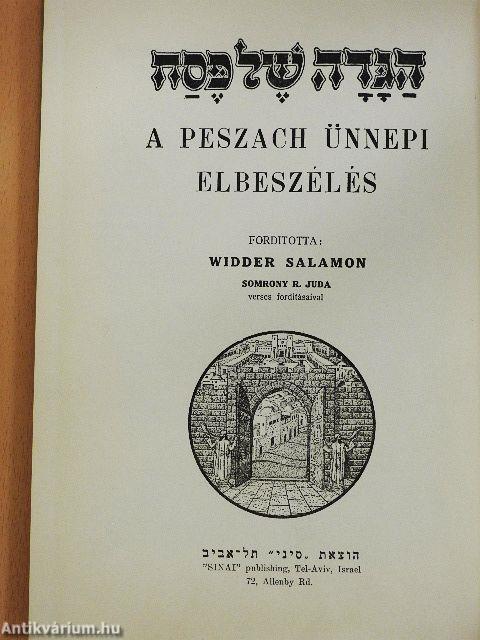 הַגָּדָה שֶׁל פֶּסַח
A PESZACH ÜNNEPI
ELBESZÉLÉS
FORDITOTTA:
WIDDER SALAMON
SOMRONY R. JUDA
verses fordításaival
הוצאת „סיני״ תל־אביב
"SINAI" publishing, Tel-Aviv, Israel
72, Allenby Rd.
Antikvárium.hu